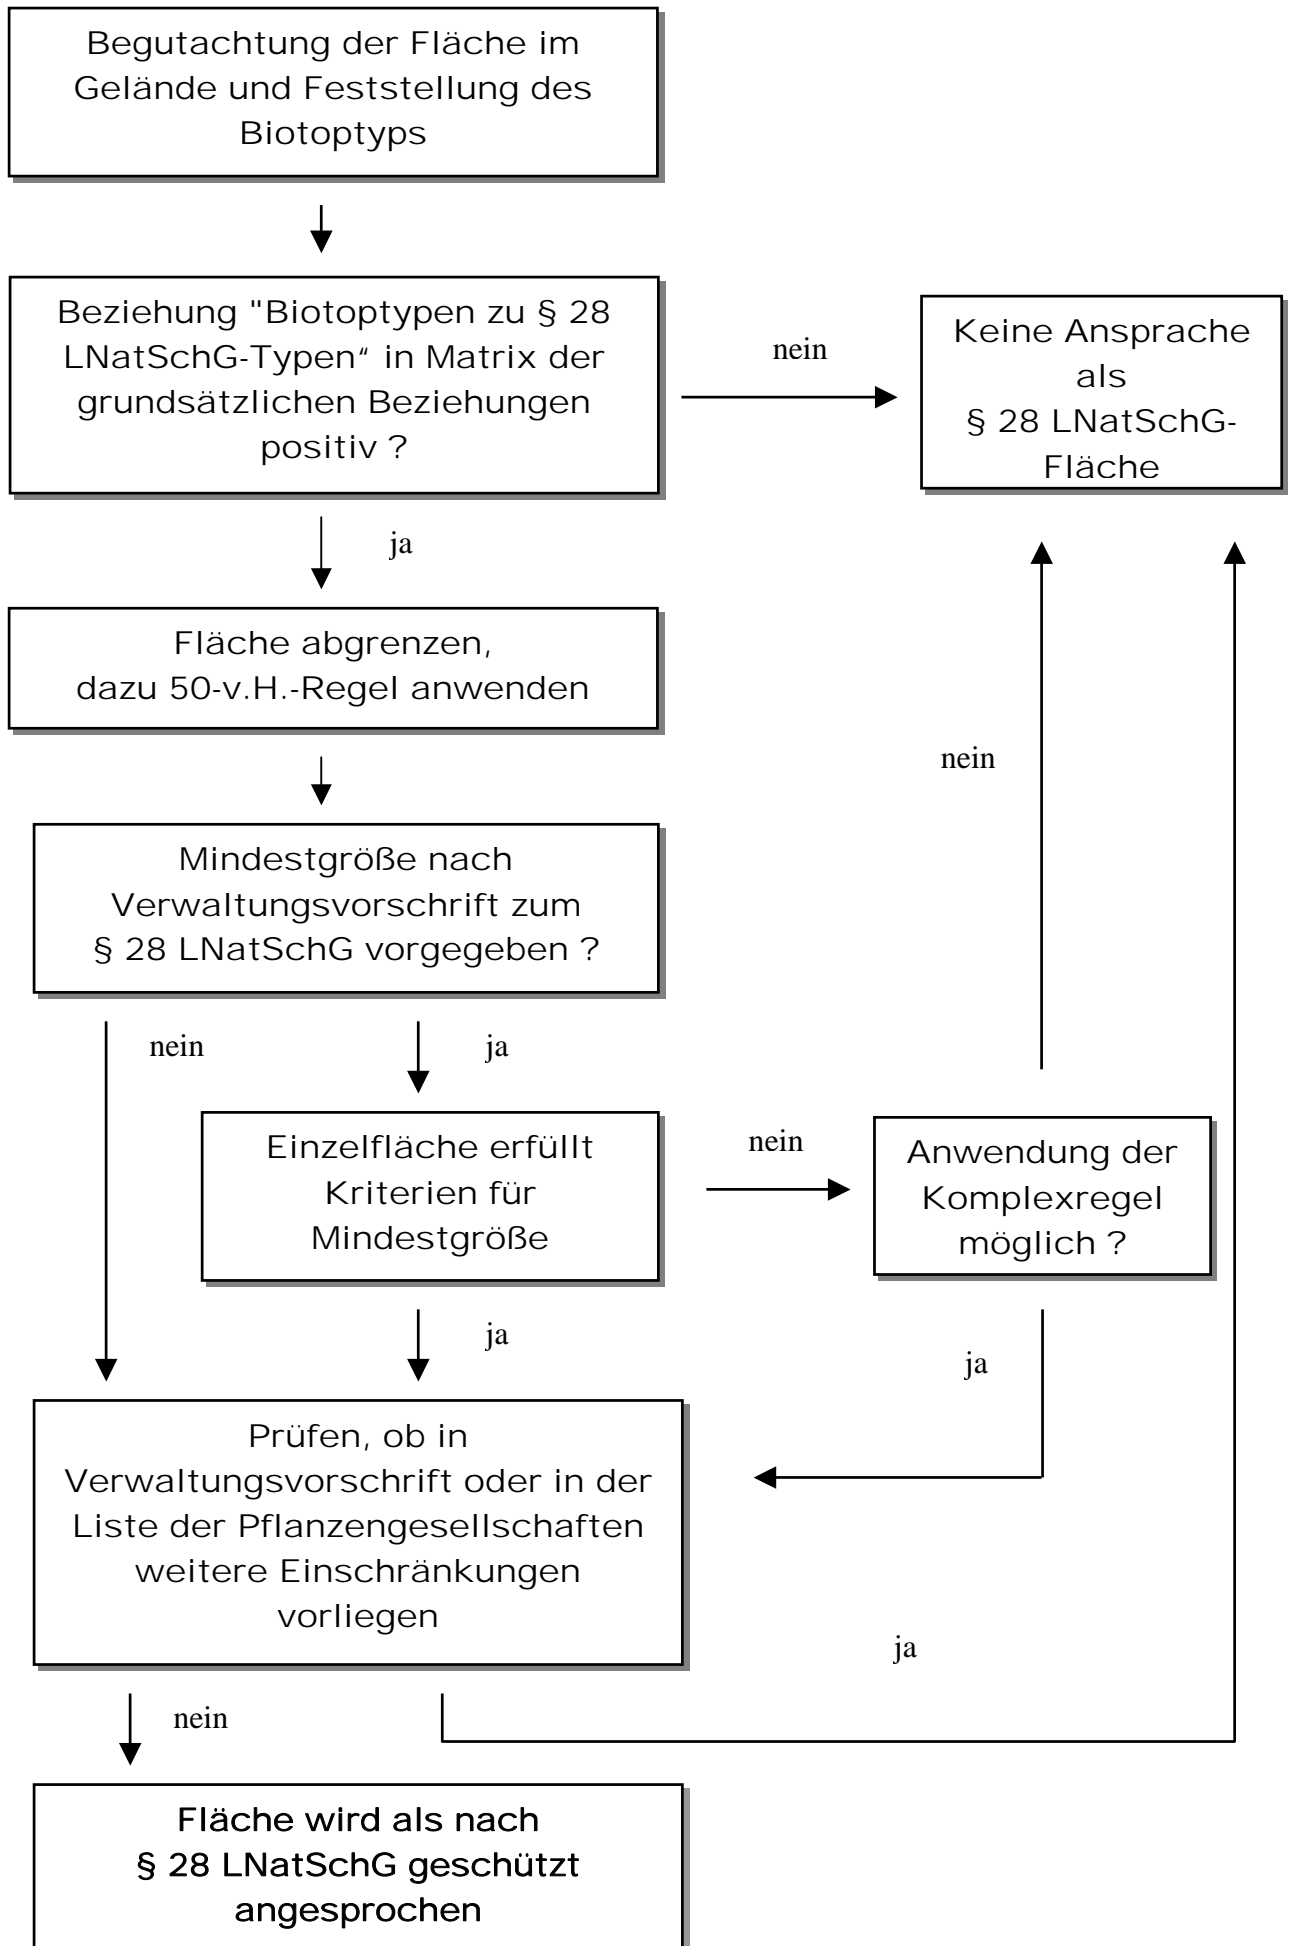 Begutachtung der Fläche im
Gelände und Feststellung des
Biotoptyps
Beziehung "Biotoptypen zu § 28
LNatSchG-Typen“ in Matrix der
grundsätzlichen Beziehungen
positiv ?
nein
Keine Ansprache
als
§ 28 LNatSchG-
Fläche
ja
Fläche abgrenzen,
dazu 50-v.H.-Regel anwenden
nein
Mindestgröße nach
Verwaltungsvorschrift zum
§ 28 LNatSchG vorgegeben ?
nein
ja
Einzelfläche erfüllt
Kriterien für
Mindestgröße
nein
Anwendung der
Komplexregel
möglich ?
ja
ja
Prüfen, ob in
Verwaltungsvorschrift oder in der
Liste der Pflanzengesellschaften
weitere Einschränkungen
vorliegen
ja
nein
Fläche wird als nach
§ 28 LNatSchG geschützt
angesprochen